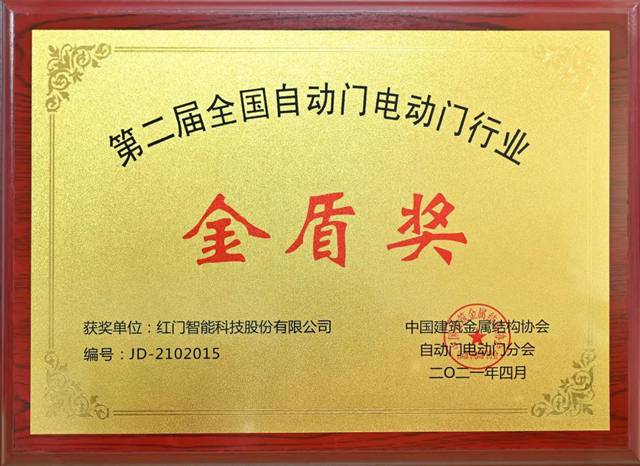 第二届全国自动门电动门行业
金盾奖
获奖单位：红门智能科技股份有限公司
编号：JD-2102015
中国建筑金属结构协会
自动门电动门分会
二〇二一年四月